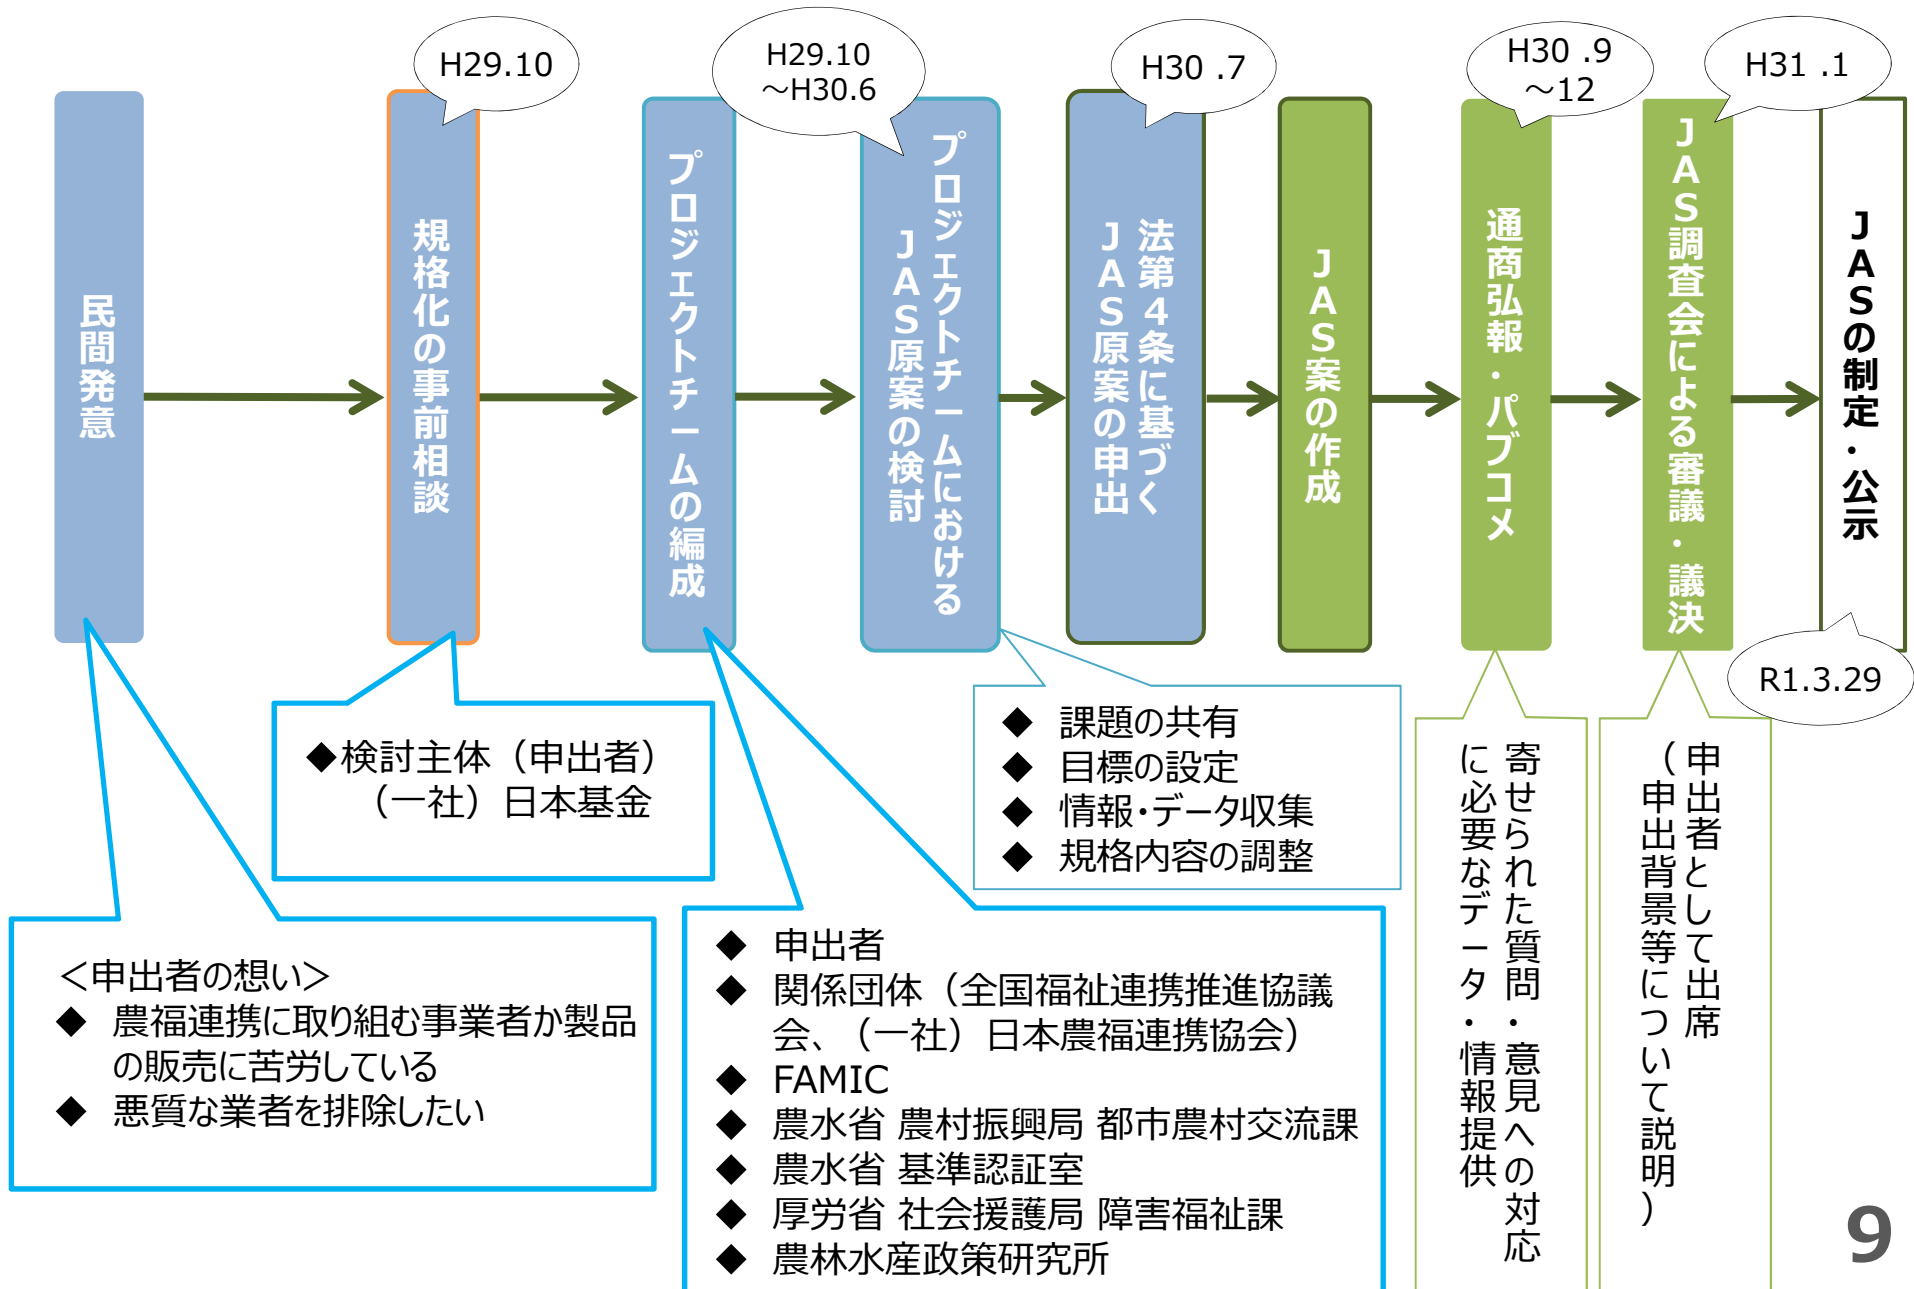 H29.10
H29.10
～H30.6
H30 .7
H30 .9
～12
H31 .1
民間発意
規格化の事前相談
プロジェクトチームの編成
プロジェクトチームにおける
JAS原案の検討
法第４条に基づく
JAS原案の申出
JAS案の作成
通商弘報・パブコメ
JAS調査会による審議・議決
JASの制定・公示
R1.3.29
◆検討主体（申出者）
（一社）日本基金
◆ 課題の共有
◆ 目標の設定
◆ 情報・データ収集
◆ 規格内容の調整
＜申出者の想い＞
◆ 農福連携に取り組む事業者か製品
の販売に苦労している
◆ 悪質な業者を排除したい
◆ 申出者
◆ 関係団体（全国福祉連携推進協議
会、（一社）日本農福連携協会）
◆ FAMIC
◆ 農水省 農村振興局 都市農村交流課
◆ 農水省 基準認証室
◆ 厚労省 社会援護局 障害福祉課
◆ 農林水産政策研究所
寄せられた質問・意見への対応
に必要なデータ・情報提供
申出者として出席
（申出背景等について説明）
9